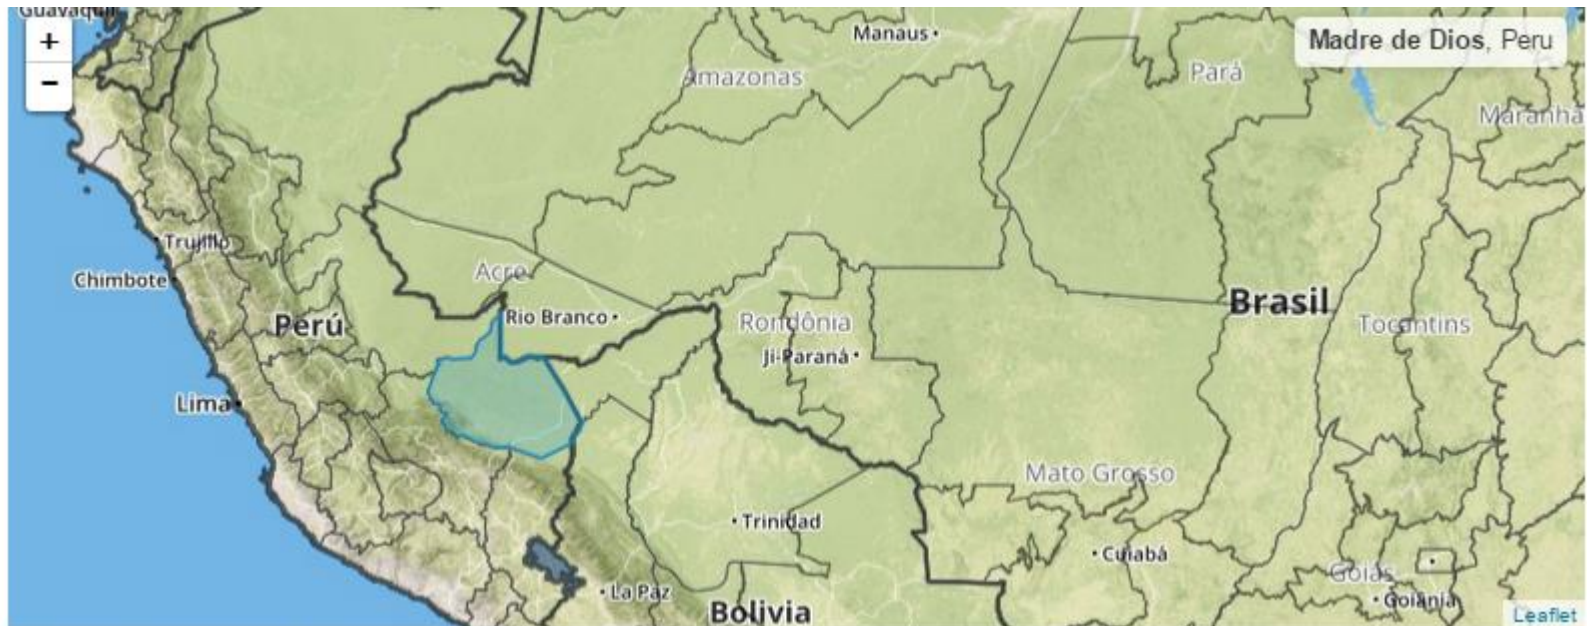 Guayaquil
+
Manaus
Madre de Dios, Peru
−
Amazonas
Pará
Maranhã
Trujillo
Acre
Chimbote
Brasil
Rio Branco
Perú
Rondônia
Tocantins
Ji-Paraná
Lima
Mato Grosso
Trinidad
Cuiabá
Goiás
La Paz
Goiânia
Bolivia
Leaflet